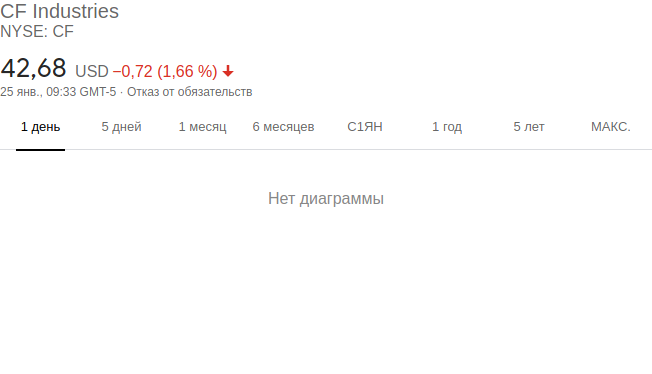 CF Industries
NYSE: CF
42,68 USD −0,72 (1,66 %)
25 янв., 09:33 GMT-5 · Отказ от обязательств
1 день 5 дней 1 месяц 6 месяцев С1ЯН 1 год 5 лет МАКС.
Нет диаграммы